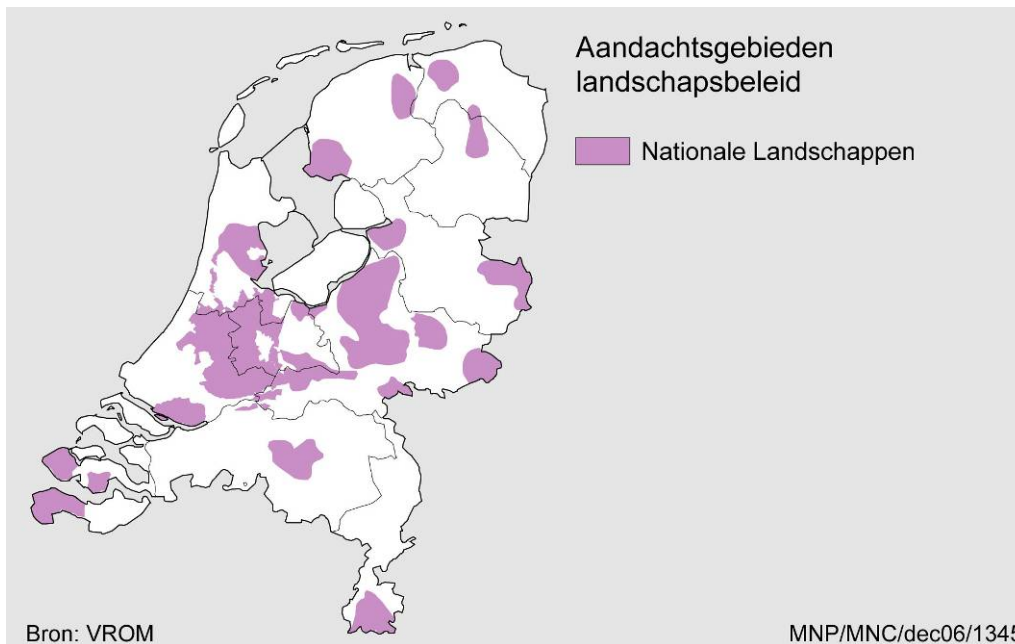 Aandachtsgebieden
landschapsbeleid
Nationale Landschappen
Bron: VROM
MNP/MNC/dec06/1345